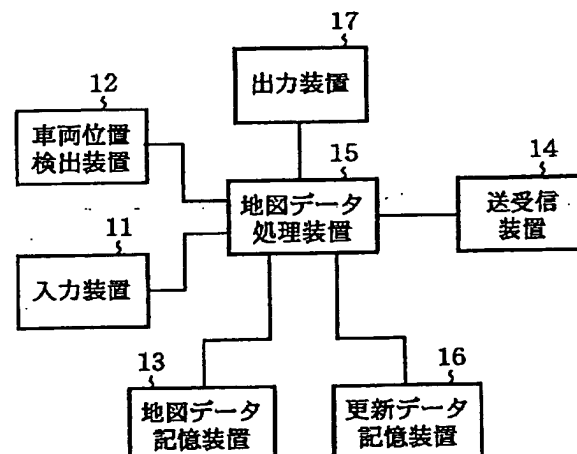 17
出力装置
12
車両位置
検出装置
15
地図データ
処理装置
14
送受信
装置
11
入力装置
13
地図データ
記憶装置
16
更新データ
記憶装置